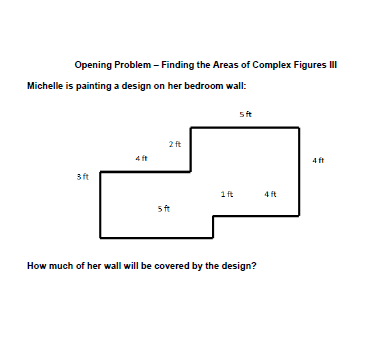 Opening Problem – Finding the Areas of Complex Figures III
Michelle is painting a design on her bedroom wall:
5 ft
2 ft
4 ft
4 ft
3 ft
1 ft
4 ft
5 ft
How much of her wall will be covered by the design?